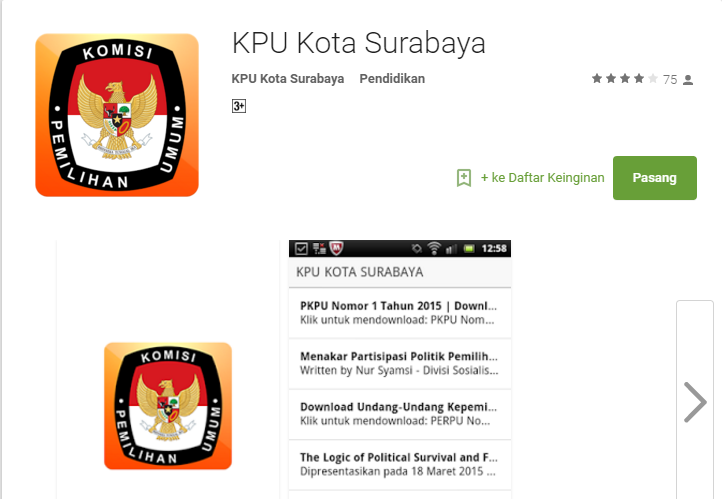 KOMISI
PEMILIHAN UMUM
KPU Kota Surabaya
KPU Kota Surabaya Pendidikan
75
3+
+ ke Daftar Keinginan
Pasang
KOMISI
PEMILIHAN UMUM
12:58
KPU KOTA SURABAYA
PKPU Nomor 1 Tahun 2015 | Downl...
Klik untuk mendownload: PKPU Nom...
Menakar Partisipasi Politik Pemilih...
Written by Nur Syamsi - Divisi Sosialis...
Download Undang-Undang Kepemi...
Klik untuk mendownload: PERPU No...
The Logic of Political Survival and F...
Dipresentasikan pada 18 Maret 2015 ...